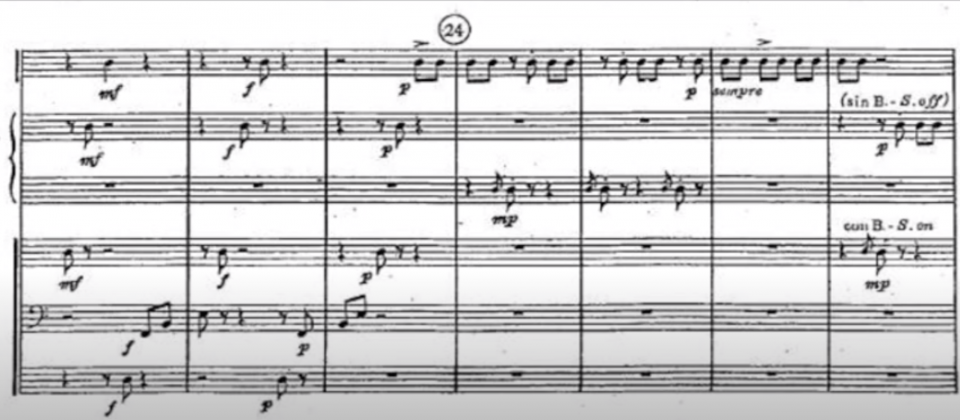 24
mf f p p sempre
(sin B.- S. off)
mf f p p
mp
con B.- S. on
mf f p mp
f p
f p